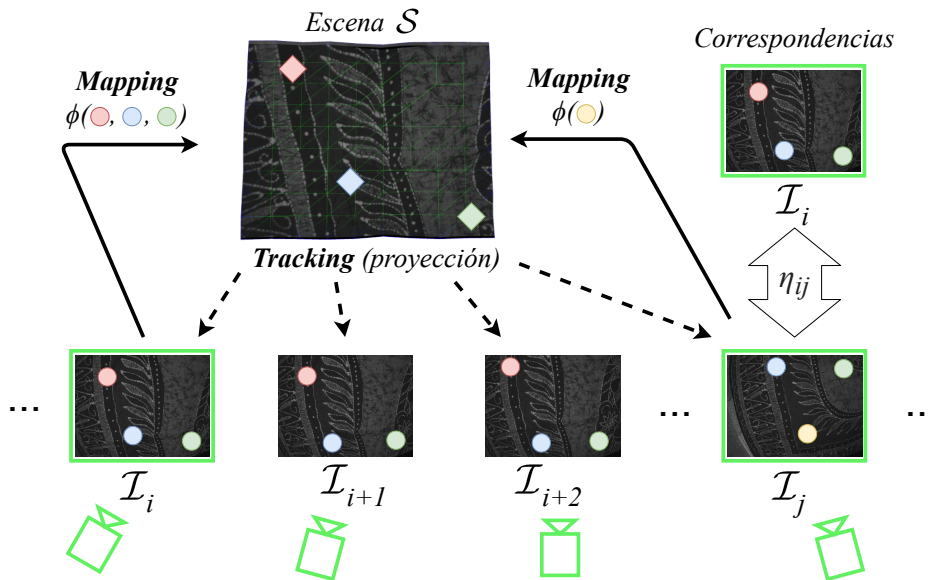 Escena 𝒮
Correspondencias
Mapping
ϕ( , , )
Mapping
ϕ( )
ℐi
Tracking (proyección)
ηij
...
...
..
ℐi
ℐi+1
ℐi+2
ℐj